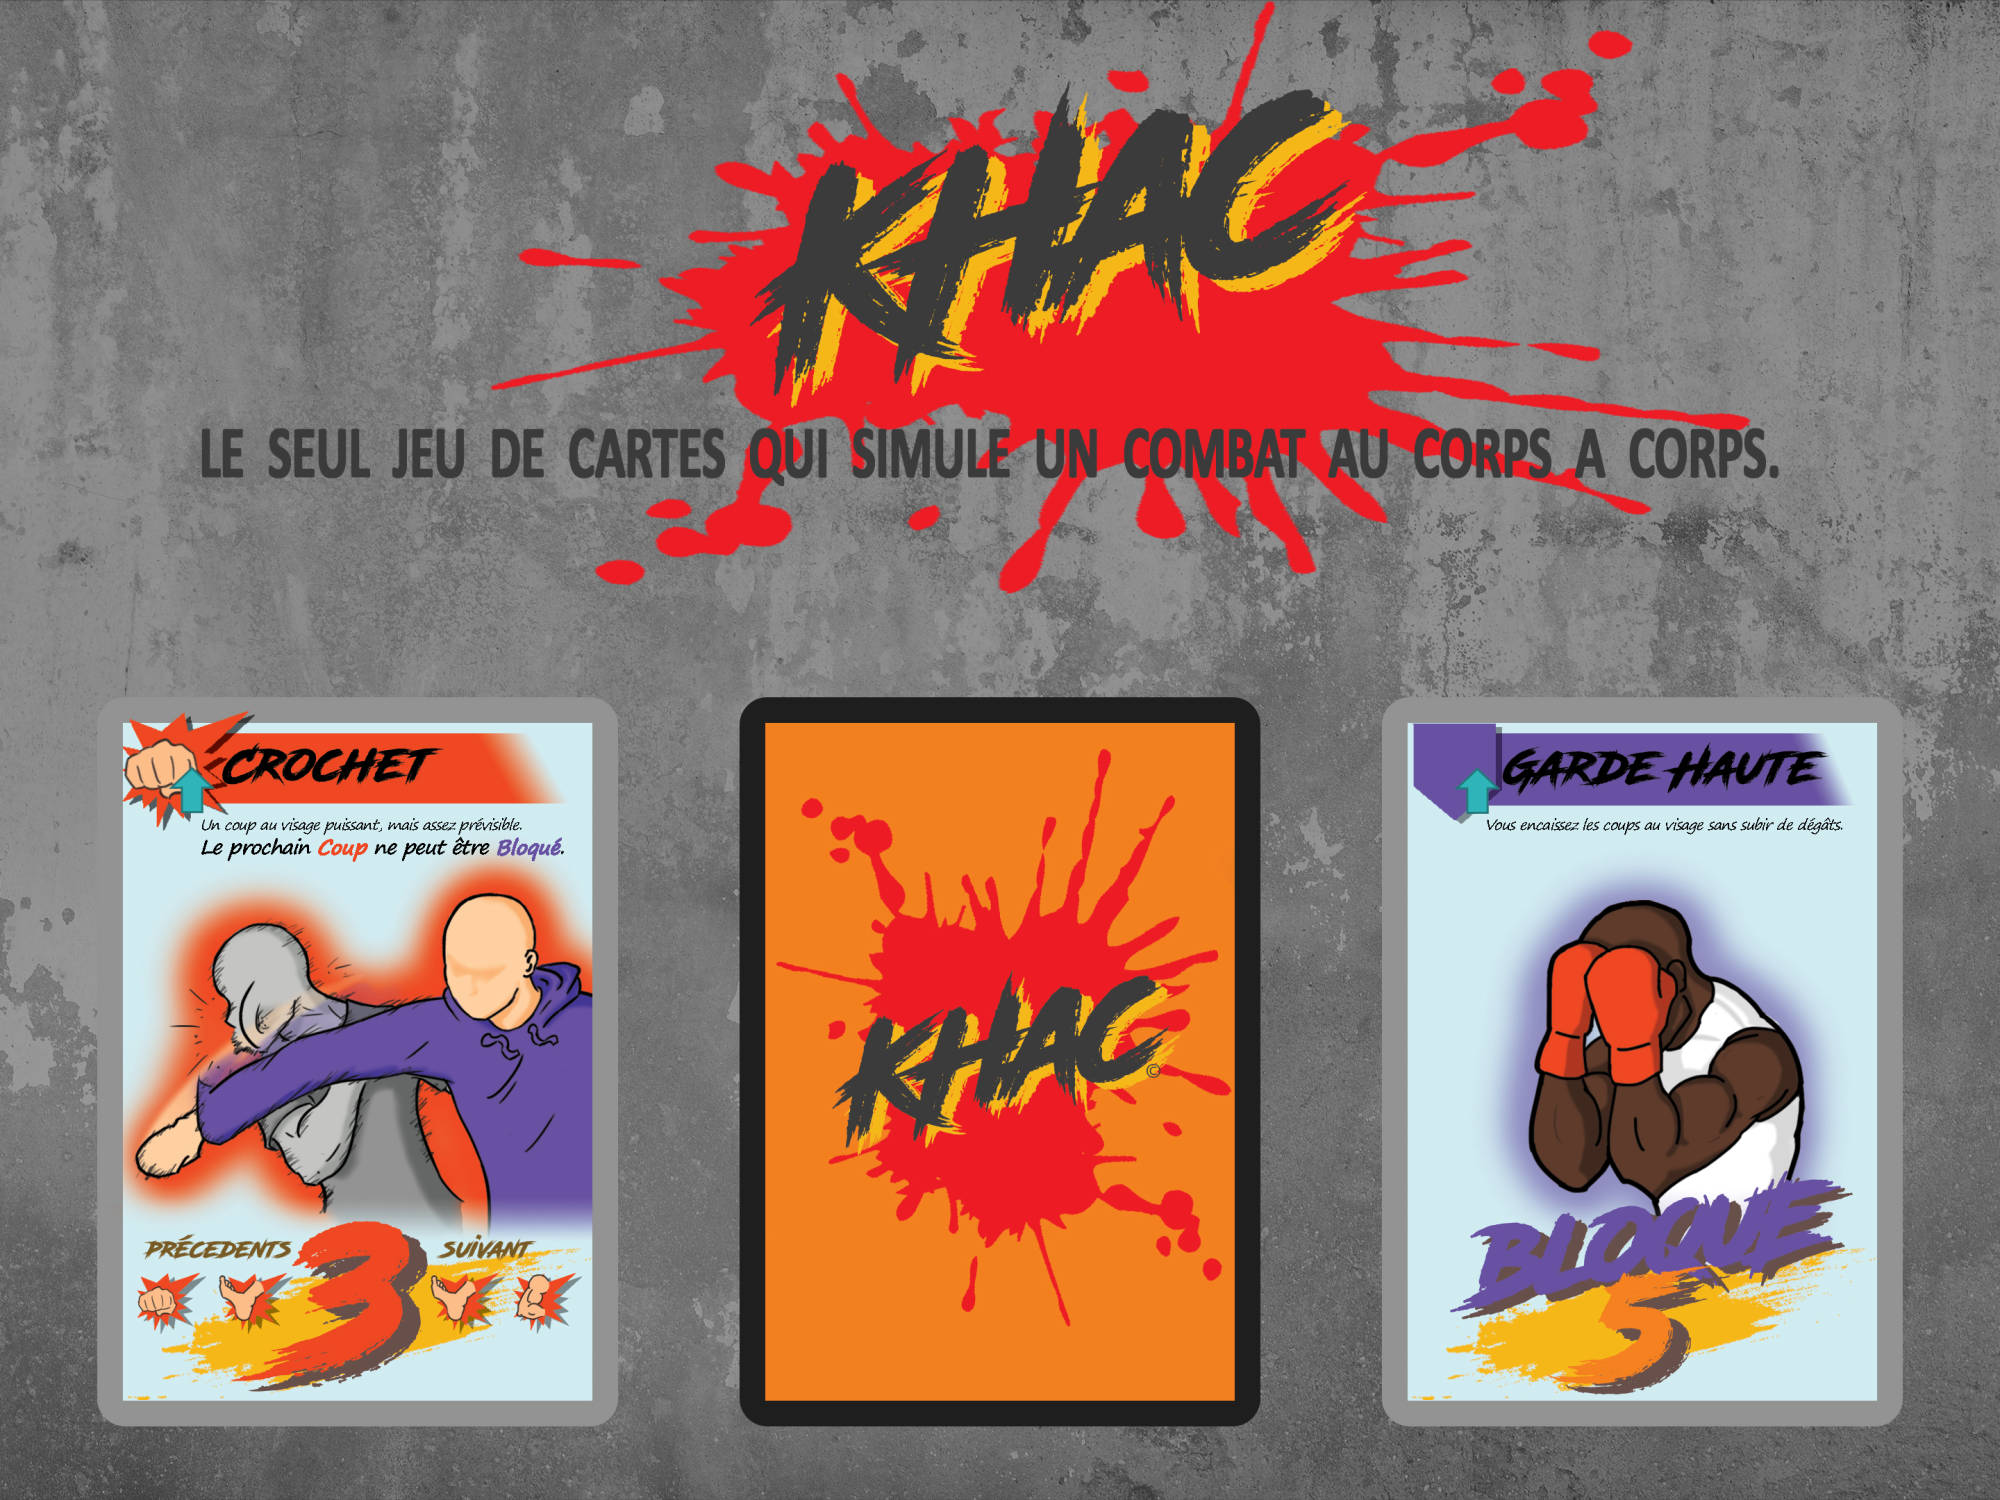 KHAC
LE SEUL JEU DE CARTES QUI SIMULE UN COMBAT AU CORPS A CORPS.
CROCHET
Un coup au visage puissant, mais assez prévisible.
Le prochain Coup ne peut être Bloqué.
PRÉCEDENTS
3
SUIVANT
KHAC
©
GARDE HAUTE
Vous encaissez les coups au visage sans subir de dégâts.
BLOQUE
5